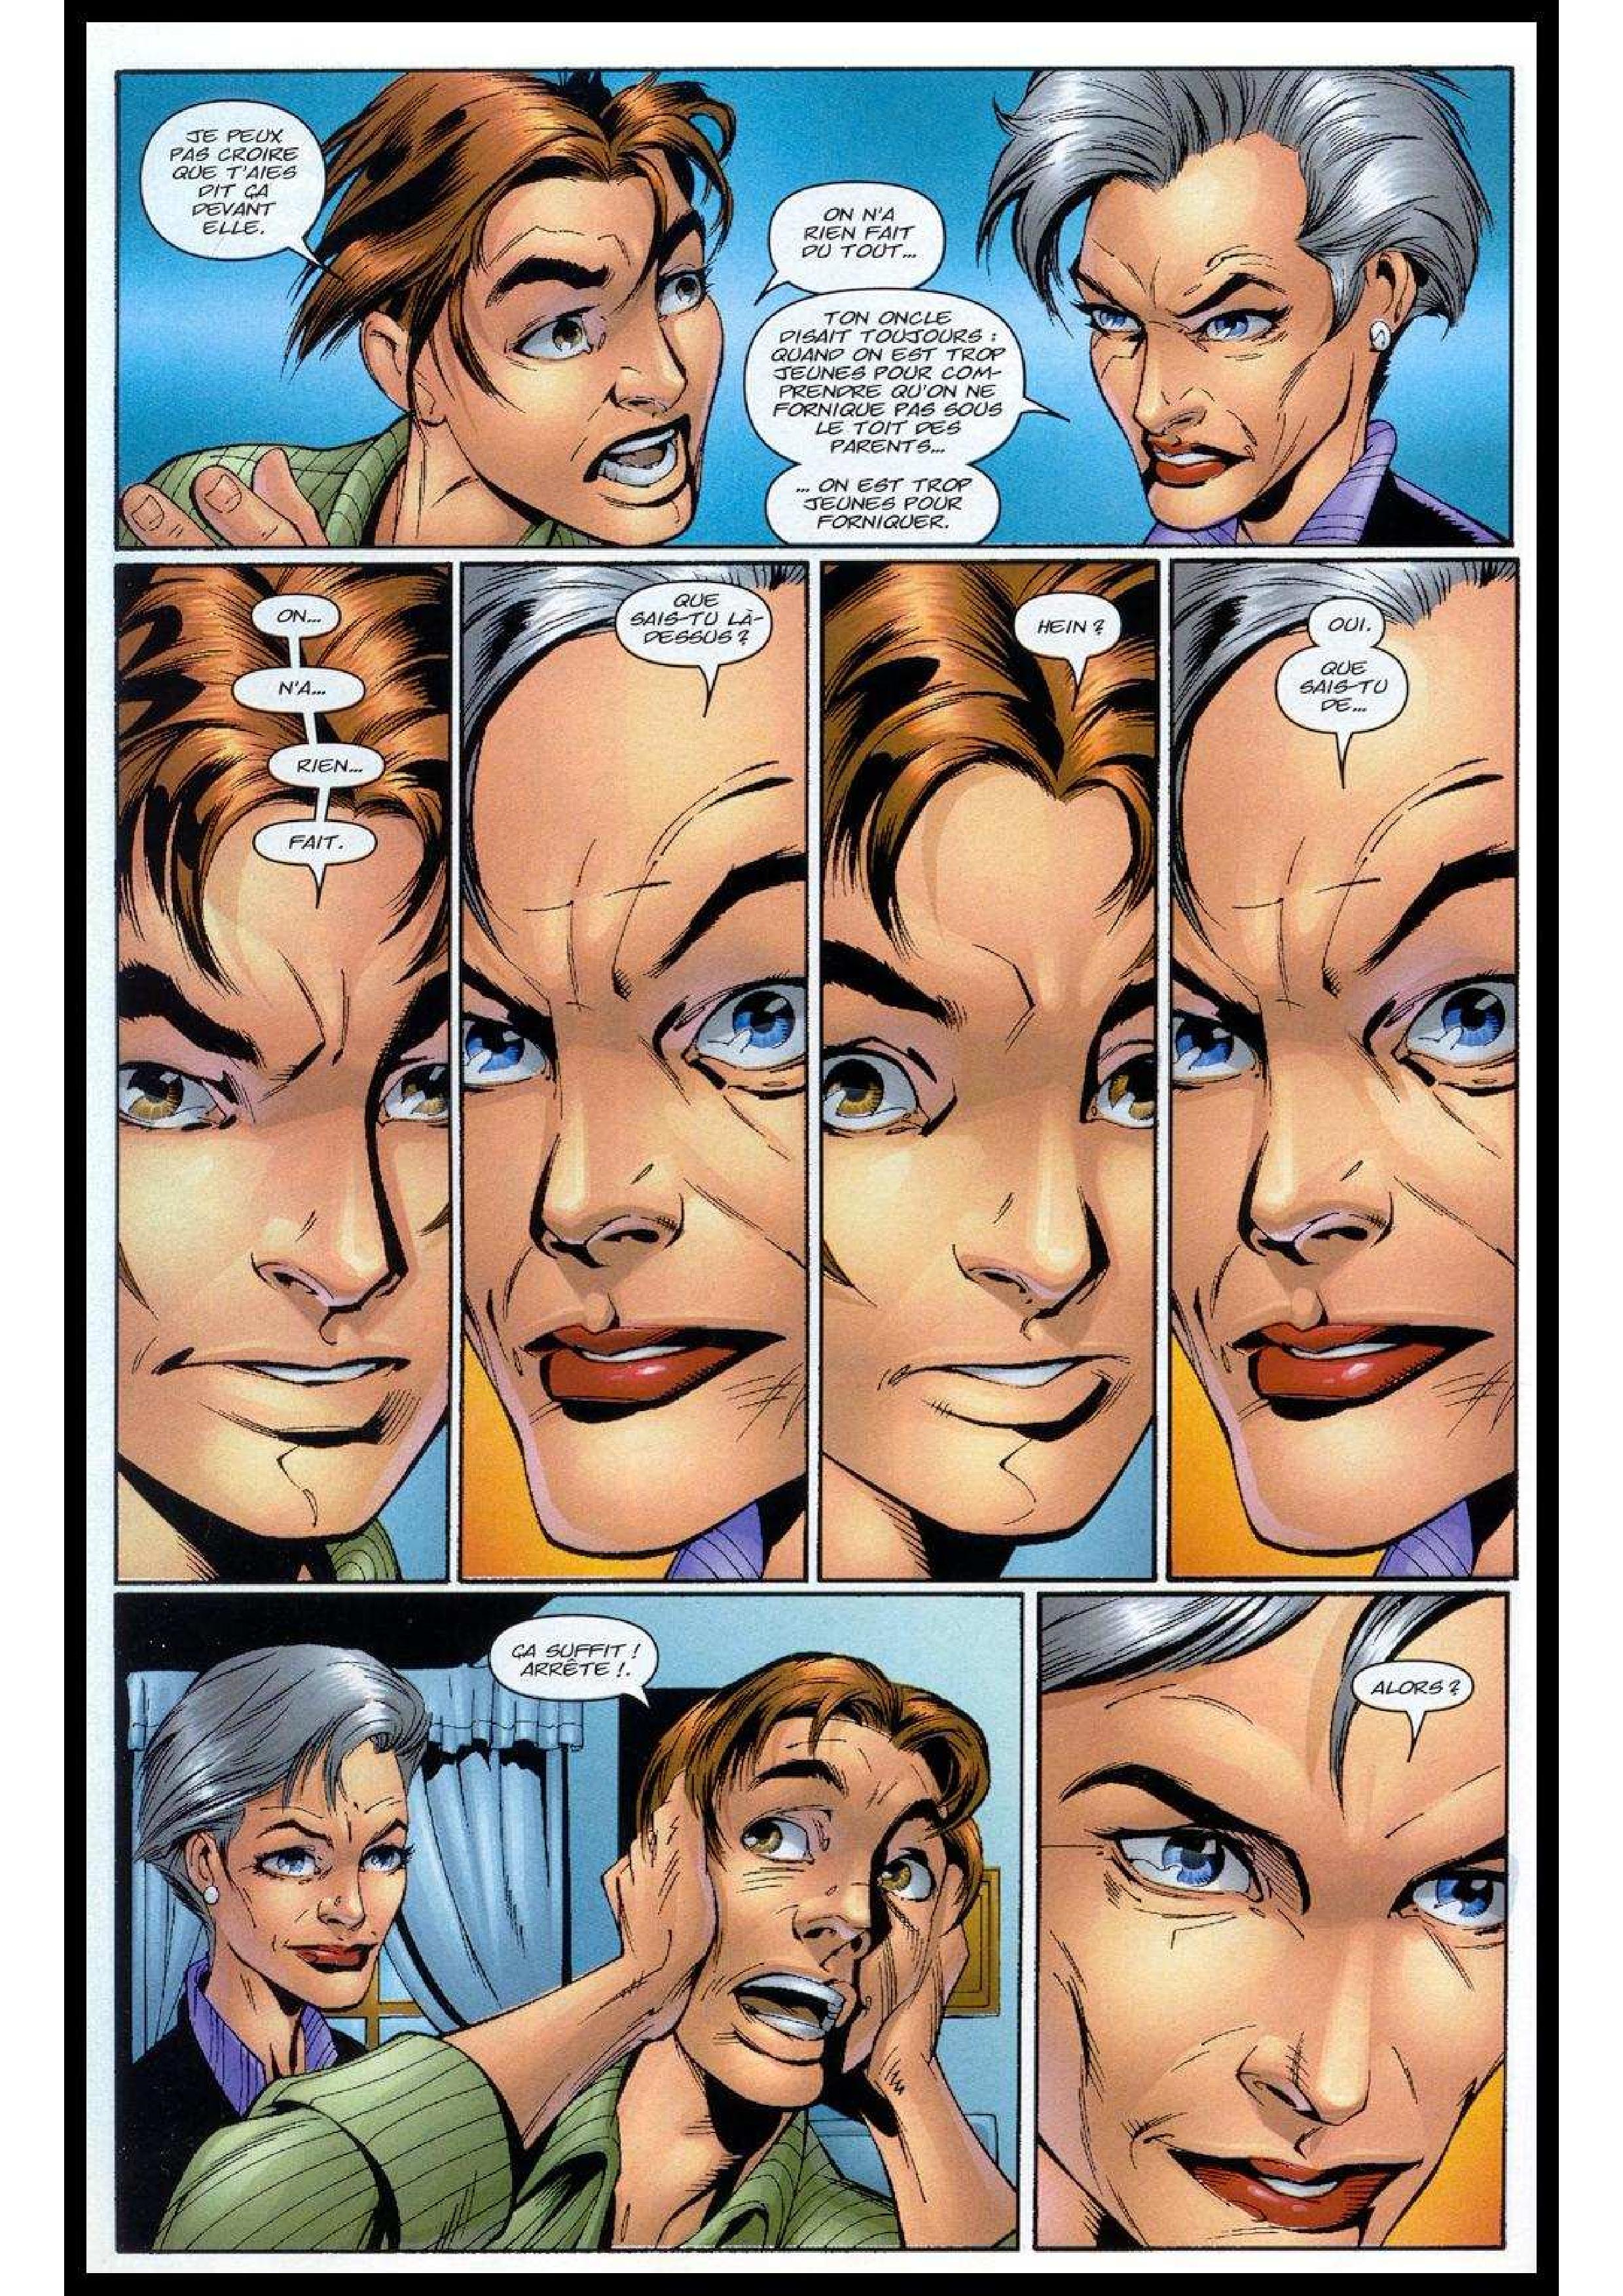 JE PEUX
PAS CROIRE
QUE T'AIES
DIT ÇA
DEVANT
ELLE.
ON N'A
RIEN FAIT
DU TOUT...
TON ONCLE
DISAIT TOUJOURS :
QUAND ON EST TROP
JEUNES POUR COM-
PRENDRE QU'ON NE
FORNIQUE PAS SOUS
LE TOIT DES
PARENTS...
... ON EST TROP
JEUNES POUR
FORNIQUER.
ON...
N'A...
RIEN...
FAIT.
QUE
SAIS-TU LÀ-
DESSUS ?
HEIN ?
OUI.
QUE
SAIS-TU
DE...
ÇA SUFFIT !
ARRÊTE !.
ALORS ?